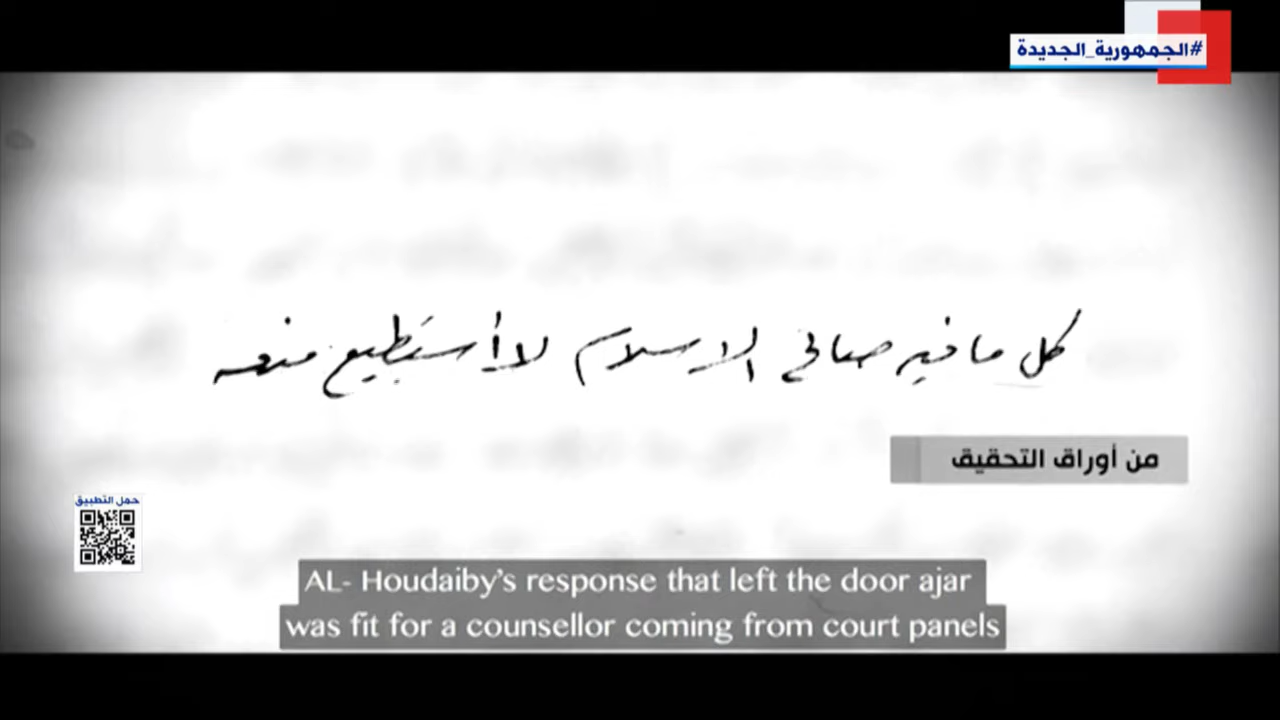 #الجمهورية_الجديدة
كل ما فيه صالح الاسلام لا أستطيع منعه
من أوراق التحقيق
حمل التطبيق
AL- Houdaiby's response that left the door ajar
was fit for a counsellor coming from court panels